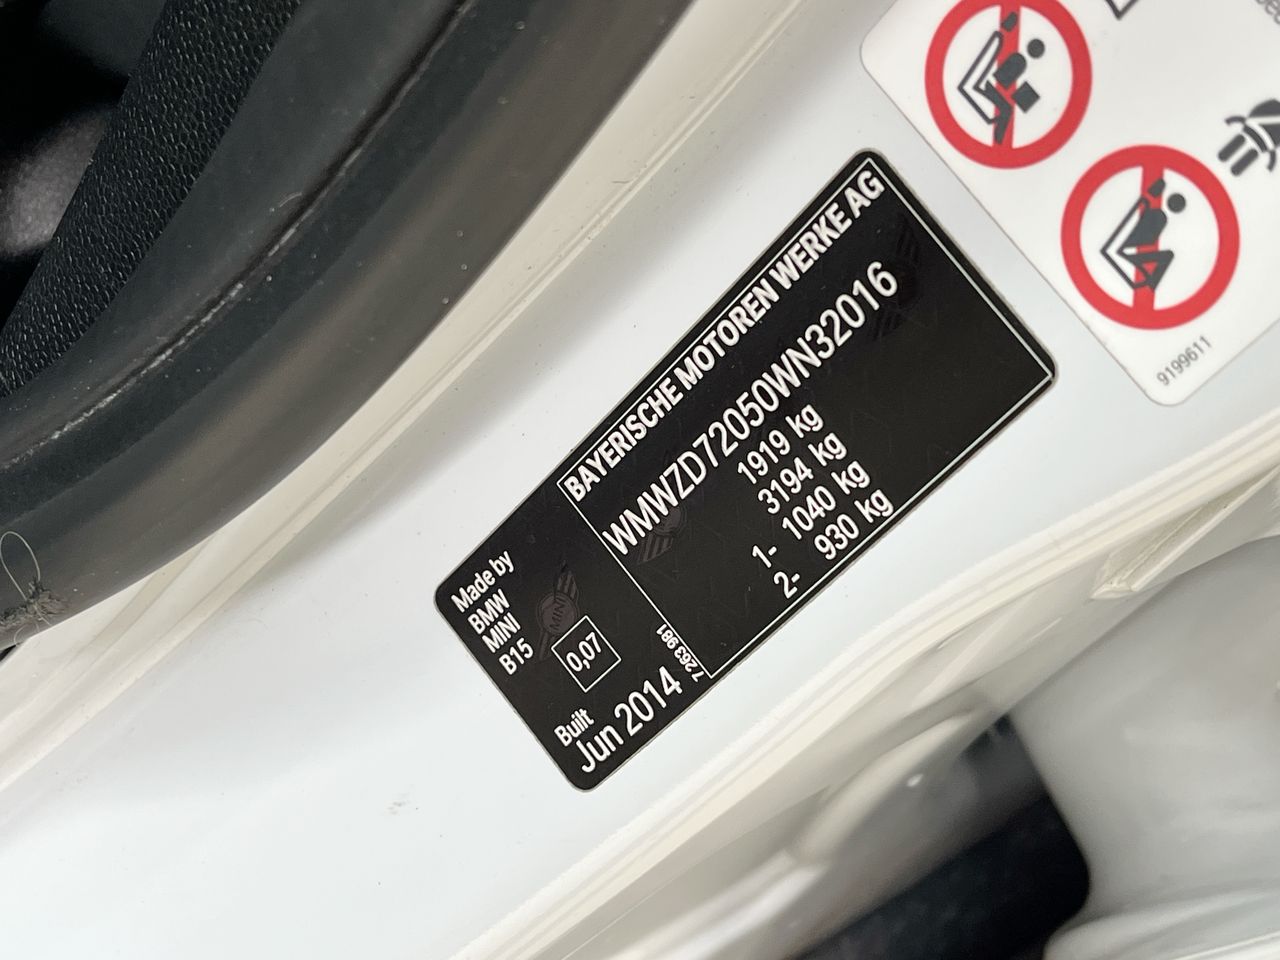 BAYERISCHE MOTOREN WERKE AG
WMWZD72050WN32016
1919 kg
3194 kg
1- 1040 kg
2- 930 kg
Made by
BMW
MINI
B15
MINI
0,07
Built
Jun 2014
7 263 981
9199611